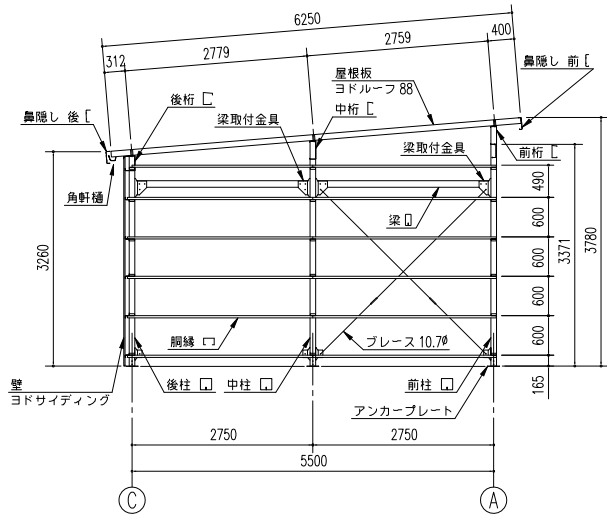 6250
312
2779
2759
400
鼻隠し 前 [
屋根板
ヨドルーフ 88
後桁 [
中桁 [
鼻隠し 後 [
梁取付金具
梁取付金具
前桁 [
角軒樋
490
梁
600
600
600
600
165
3260
3371
3780
胴縁
ブレース 10.7φ
壁
ヨドサイディング
後柱
中柱
前柱
アンカープレート
2750
2750
5500
C
A